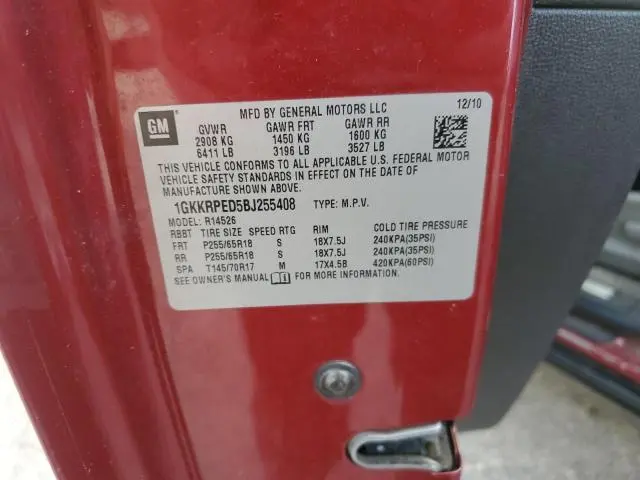 GM
MFD BY GENERAL MOTORS LLC 12/10
GVWR GAWR FRT GAWR RR
2908 KG 1450 KG 1600 KG
6411 LB 3196 LB 3527 LB
THIS VEHICLE CONFORMS TO ALL APPLICABLE U.S. FEDERAL MOTOR
VEHICLE SAFETY STANDARDS IN EFFECT ON THE DATE OF
MANUFACTURE SHOWN ABOVE.
1GKKRPED5BJ255408 TYPE: M.P.V.
MODEL: R14526
RBBT TIRE SIZE SPEED RTG RIM COLD TIRE PRESSURE
FRT P255/65R18 S 18X7.5J 240KPA(35PSI)
RR P255/65R18 S 18X7.5J 240KPA(35PSI)
SPA T145/70R17 M 17X4.5B 420KPA(60PSI)
SEE OWNER'S MANUAL FOR MORE INFORMATION.